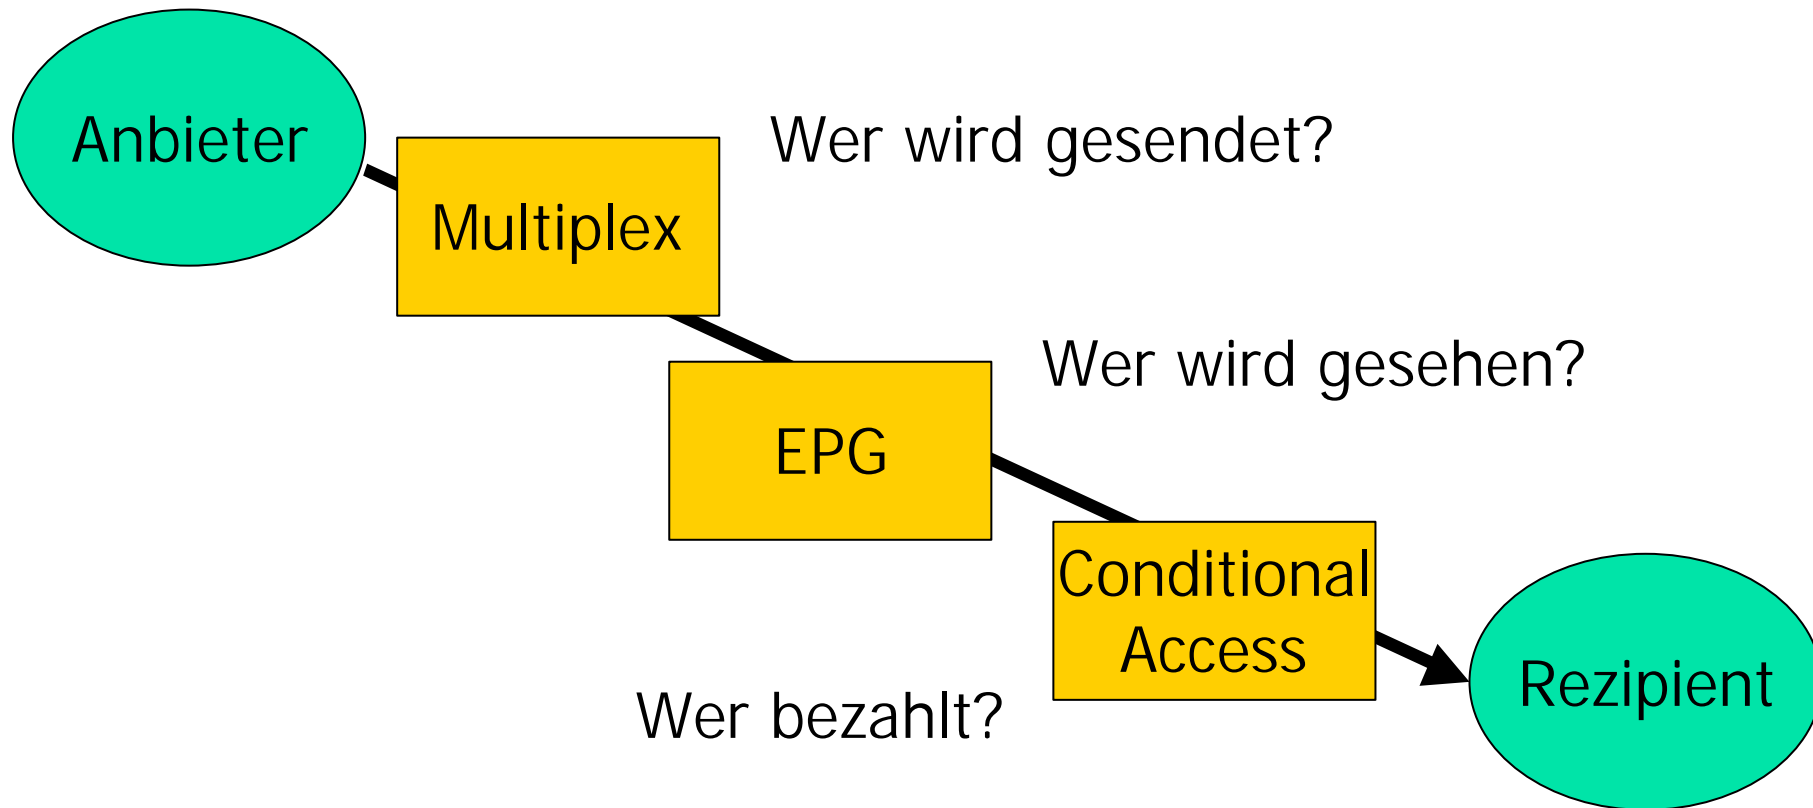 Anbieter
Wer wird gesendet?
Multiplex
Wer wird gesehen?
EPG
Conditional
Access
Rezipient
Wer bezahlt?